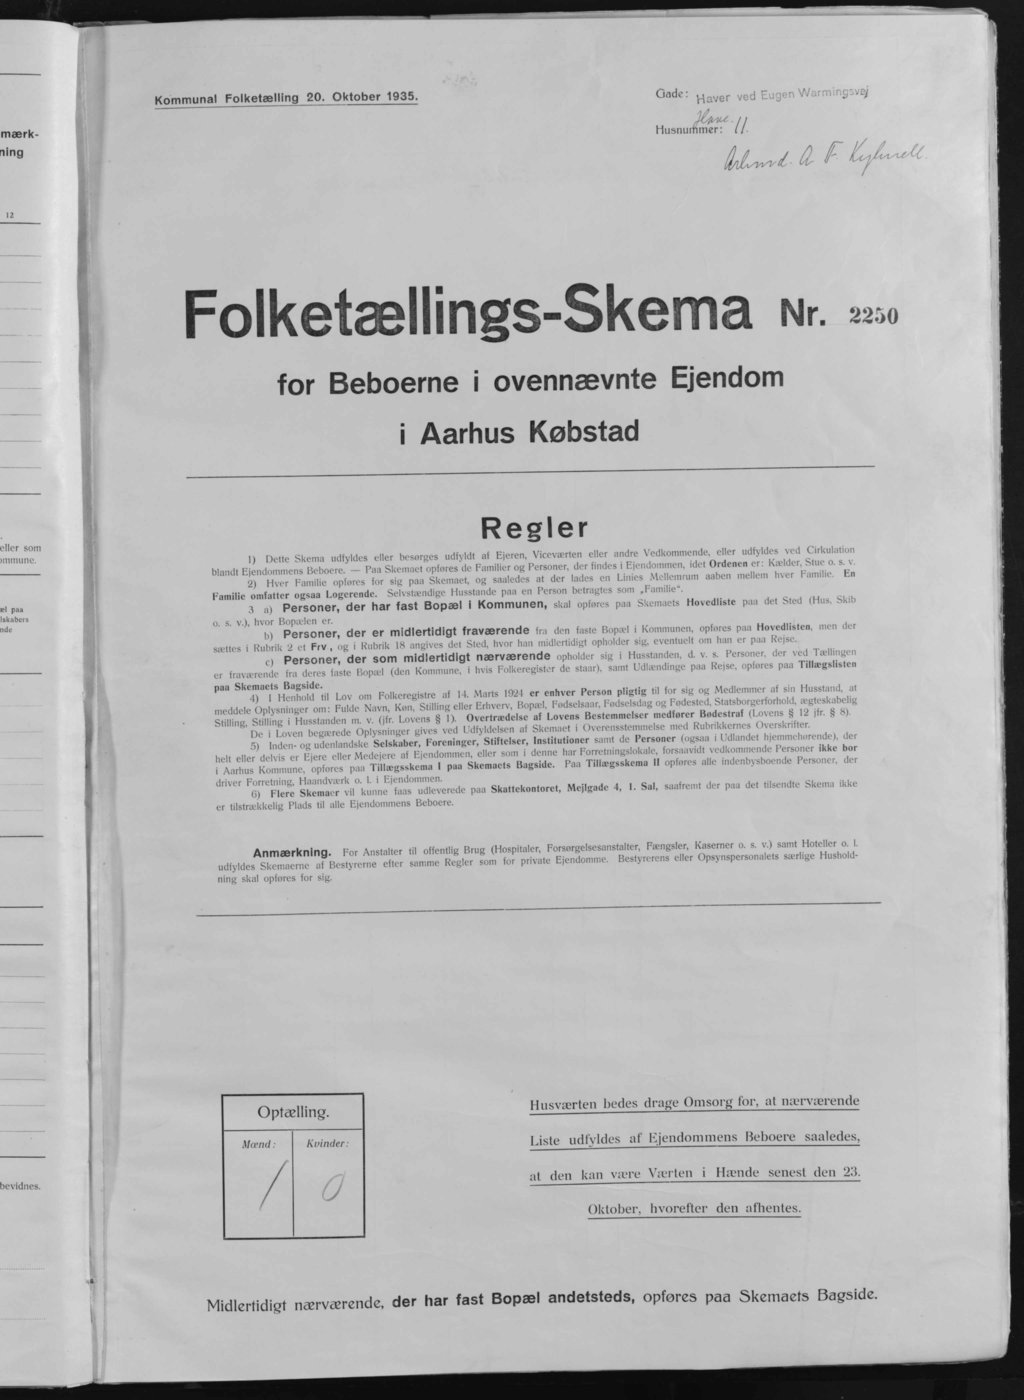 mærk-
ning
12
eller som
ommune.
el paa
lskabers
nde
bevidnes.
Kommunal Folketælling 20. Oktober 1935.
Gade: Haver ved Eugen Warmingsvej
Have.
Husnummer: 11.
A. F.
Folketællings-Skema Nr. 2250
for Beboerne i ovennævnte Ejendom
i Aarhus Købstad
Regler
1) Dette Skema udfyldes eller besørges udfyldt af Ejeren, Viceværten eller andre Vedkommende, eller udfyldes ved Cirkulation
blandt Ejendommens Beboere. — Paa Skemaet opføres de Familier og Personer, der findes i Ejendommen, idet Ordenen er: Kælder, Stue o. s. v.
2) Hver Familie opføres for sig paa Skemaet, og saaledes at der lades en Linies Mellemrum aaben mellem hver Familie. En
Familie omfatter ogsaa Logerende. Selvstændige Husstande paa en Person betragtes som „Familie".
3 a) Personer, der har fast Bopæl i Kommunen, skal opføres paa Skemaets Hovedliste paa det Sted (Hus, Skib
o. s. v.), hvor Bopælen er.
b) Personer, der er midlertidigt fraværende fra den faste Bopæl i Kommunen, opføres paa Hovedlisten, men der
sættes i Rubrik 2 et Frv, og i Rubrik 18 angives det Sted, hvor han midlertidigt opholder sig, eventuelt om han er paa Rejse.
c) Personer, der som midlertidigt nærværende opholder sig i Husstanden, d. v. s. Personer, der ved Tællingen
er fraværende fra deres faste Bopæl (den Kommune, i hvis Folkeregister de staar), samt Udlændinge paa Rejse, opføres paa Tillægslisten
paa Skemaets Bagside.
4) I Henhold til Lov om Folkeregistre af 14. Marts 1924 er enhver Person pligtig til for sig og Medlemmer af sin Husstand, at
meddele Oplysninger om: Fulde Navn, Køn, Stilling eller Erhverv, Bopæl, Fødselsaar, Fødselsdag og Fødested, Statsborgerforhold, ægteskabelig
Stilling, Stilling i Husstanden m. v. (jfr. Lovens § 1). Overtrædelse af Lovens Bestemmelser medfører Bødestraf (Lovens § 12 jfr. § 8).
De i Loven begærede Oplysninger gives ved Udfyldelsen af Skemaet i Overensstemmelse med Rubrikkernes Overskrifter.
5) Inden- og udenlandske Selskaber, Foreninger, Stiftelser, Institutioner samt de Personer (ogsaa i Udlandet hjemmehørende), der
helt eller delvis er Ejere eller Medejere af Ejendommen, eller som i denne har Forretningslokale, forsaavidt vedkommende Personer ikke bor
i Aarhus Kommune, opføres paa Tillægsskema I paa Skemaets Bagside. Paa Tillægsskema II opføres alle indenbysboende Personer, der
driver Forretning, Haandværk o. l. i Ejendommen.
6) Flere Skemaer vil kunne faas udleverede paa Skattekontoret, Mejlgade 4, 1. Sal, saafremt der paa det tilsendte Skema ikke
er tilstrækkelig Plads til alle Ejendommens Beboere.
Anmærkning. For Anstalter til offentlig Brug (Hospitaler, Forsørgelsesanstalter, Fængsler, Kaserner o. s. v.) samt Hoteller o. l.
udfyldes Skemaerne af Bestyrerne efter samme Regler som for private Ejendomme. Bestyrerens eller Opsynspersonalets særlige Hushold-
ning skal opføres for sig.
Optælling.
Mænd: Kvinder:
1 0
Husværten bedes drage Omsorg for, at nærværende
Liste udfyldes af Ejendommens Beboere saaledes,
at den kan være Værten i Hænde senest den 23.
Oktober, hvorefter den afhentes.
Midlertidigt nærværende, der har fast Bopæl andetsteds, opføres paa Skemaets Bagside.